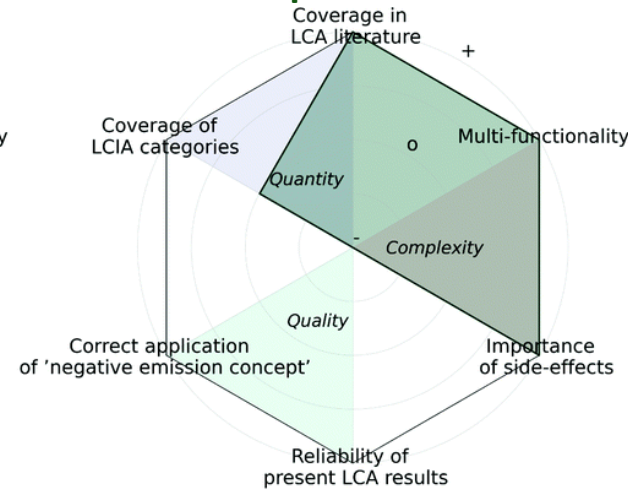 Coverage in
LCA literature
+
y
Coverage of
LCIA categories
o
Multi-functionality
Quantity
-
Complexity
Quality
Correct application
of ’negative emission concept’
Importance
of side-effects
Reliability of
present LCA results